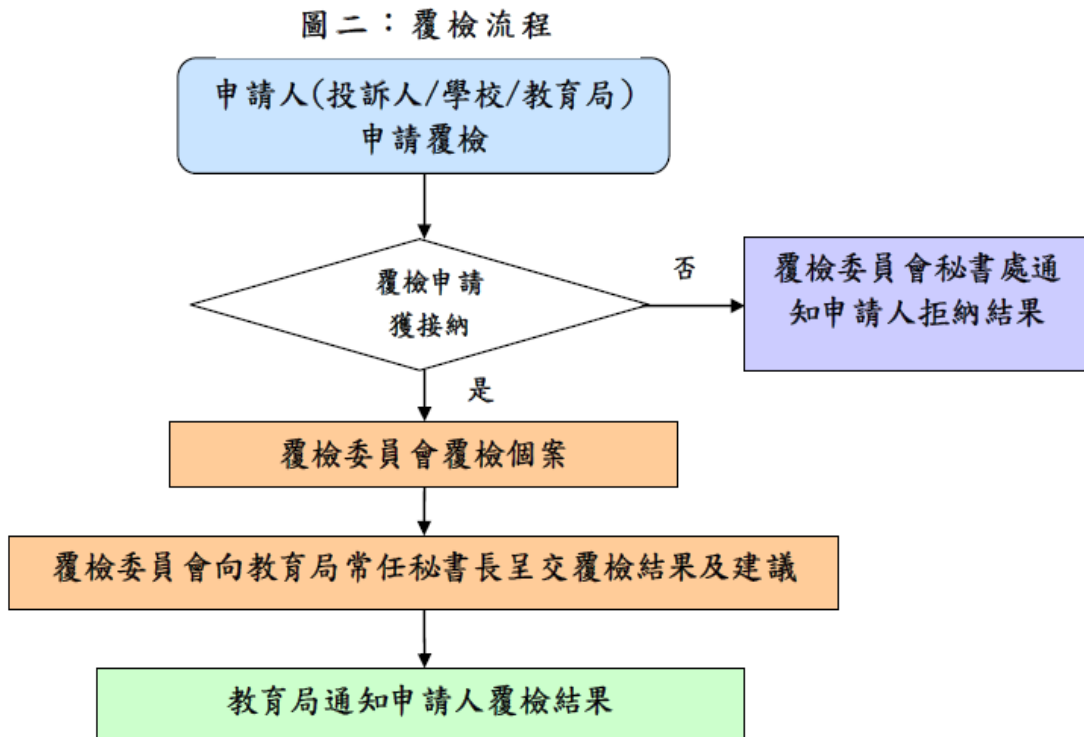 圖二：覆檢流程
申請人(投訴人/學校/教育局)
申請覆檢
覆檢申請
獲接納
否
覆檢委員會秘書處通
知申請人拒納結果
是
覆檢委員會覆檢個案
覆檢委員會向教育局常任秘書長呈交覆檢結果及建議
教育局通知申請人覆檢結果